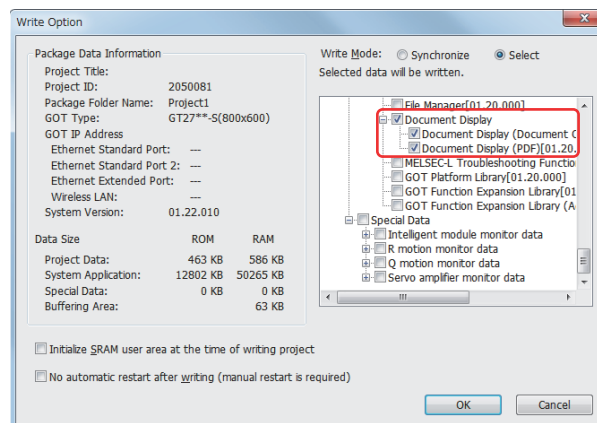 Write Option
Package Data Information
Project Title:
Project ID: 2050081
Package Folder Name: Project1
GOT Type: GT27**-S(800x600)
GOT IP Address
Ethernet Standard Port: ---
Ethernet Standard Port 2: ---
Ethernet Extended Port: ---
Wireless LAN: ---
System Version: 01.22.010
Data Size ROM RAM
Project Data: 463 KB 586 KB
System Application: 12802 KB 50265 KB
Special Data: 0 KB 0 KB
Buffering Area: 63 KB
Write Mode: Synchronize Select
Selected data will be written.
File Manager[01.20.000]
Document Display
Document Display (Document C
Document Display (PDF)[01.20.
MELSEC-L Troubleshooting Functio
GOT Platform Library[01.20.000]
GOT Function Expansion Library[01
GOT Function Expansion Library (A
Special Data
Intelligent module monitor data
R motion monitor data
Q motion monitor data
Servo amplifier monitor data
Initialize SRAM user area at the time of writing project
No automatic restart after writing (manual restart is required)
OK Cancel